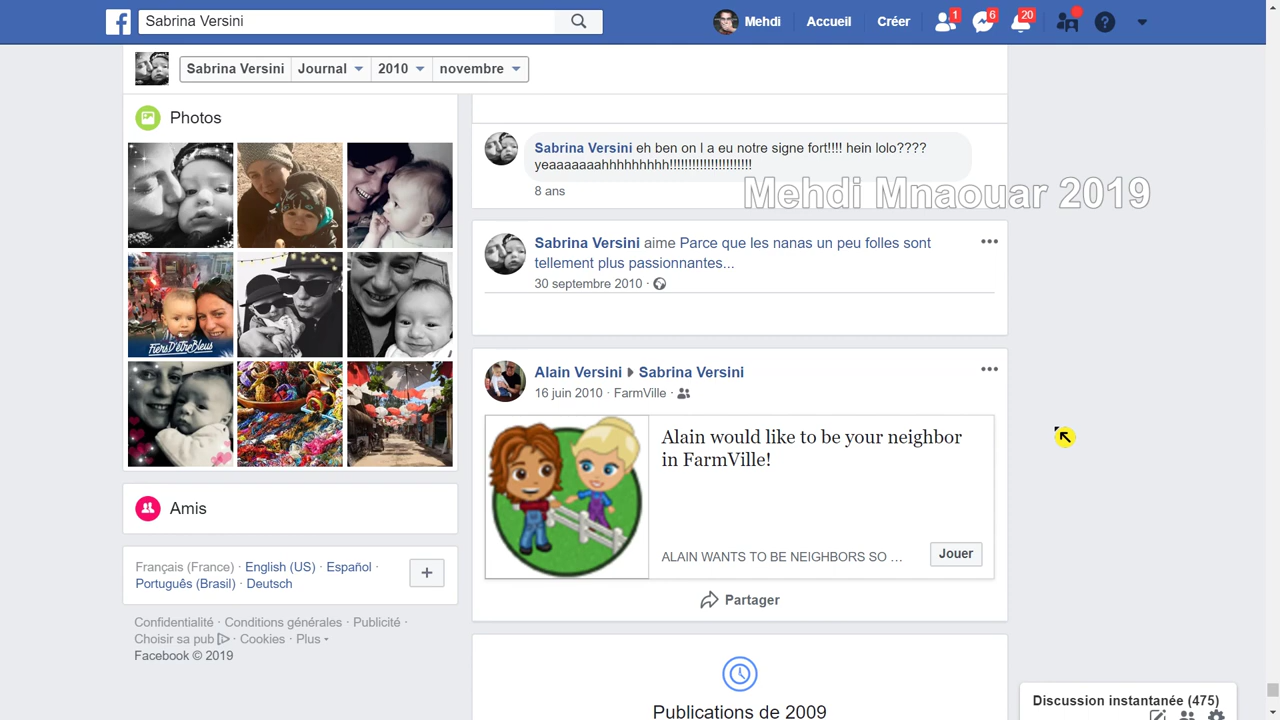 Sabrina Versini
Mehdi
Accueil
Créer
1
6
20
Sabrina Versini
Journal
2010
novembre
Photos
FIERSD'ÊTREBLEUS
Amis
Français (France) · English (US) · Español ·
Português (Brasil) · Deutsch
Confidentialité · Conditions générales · Publicité ·
Choisir sa pub · Cookies · Plus
Facebook © 2019
Sabrina Versini eh ben on l a eu notre signe fort!!!! hein lolo????
yeaaaaaaahhhhhhhhh!!!!!!!!!!!!!!!!!!!!!!
8 ans
Mehdi Mnaouar 2019
Sabrina Versini aime Parce que les nanas un peu folles sont
tellement plus passionnantes...
30 septembre 2010 ·
Alain Versini Sabrina Versini
16 juin 2010 · FarmVille ·
Alain would like to be your neighbor
in FarmVille!
ALAIN WANTS TO BE NEIGHBORS SO ...
Jouer
Partager
Publications de 2009
Discussion instantanée (475)